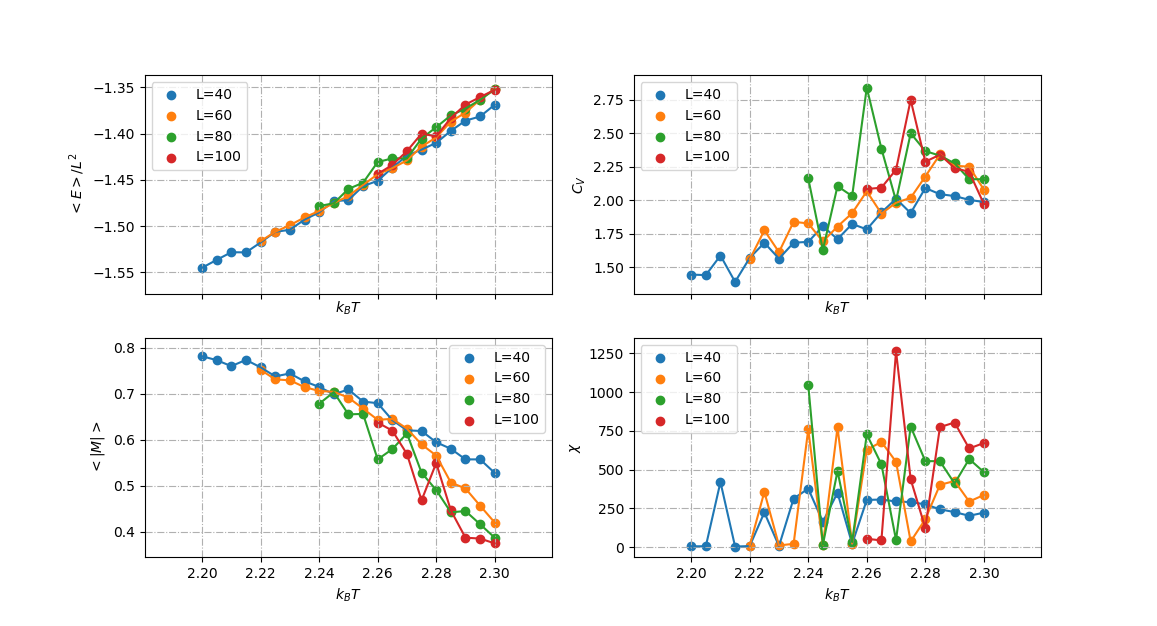 −1.35
−1.40
−1.45
−1.50
−1.55
< E > /L²
L=40
L=60
L=80
L=100
k_B T
2.75
2.50
2.25
2.00
1.75
1.50
C_V
L=40
L=60
L=80
L=100
k_B T
0.8
0.7
0.6
0.5
0.4
< |M| >
L=40
L=60
L=80
L=100
2.20 2.22 2.24 2.26 2.28 2.30
k_B T
1250
1000
750
500
250
0
χ
L=40
L=60
L=80
L=100
2.20 2.22 2.24 2.26 2.28 2.30
k_B T